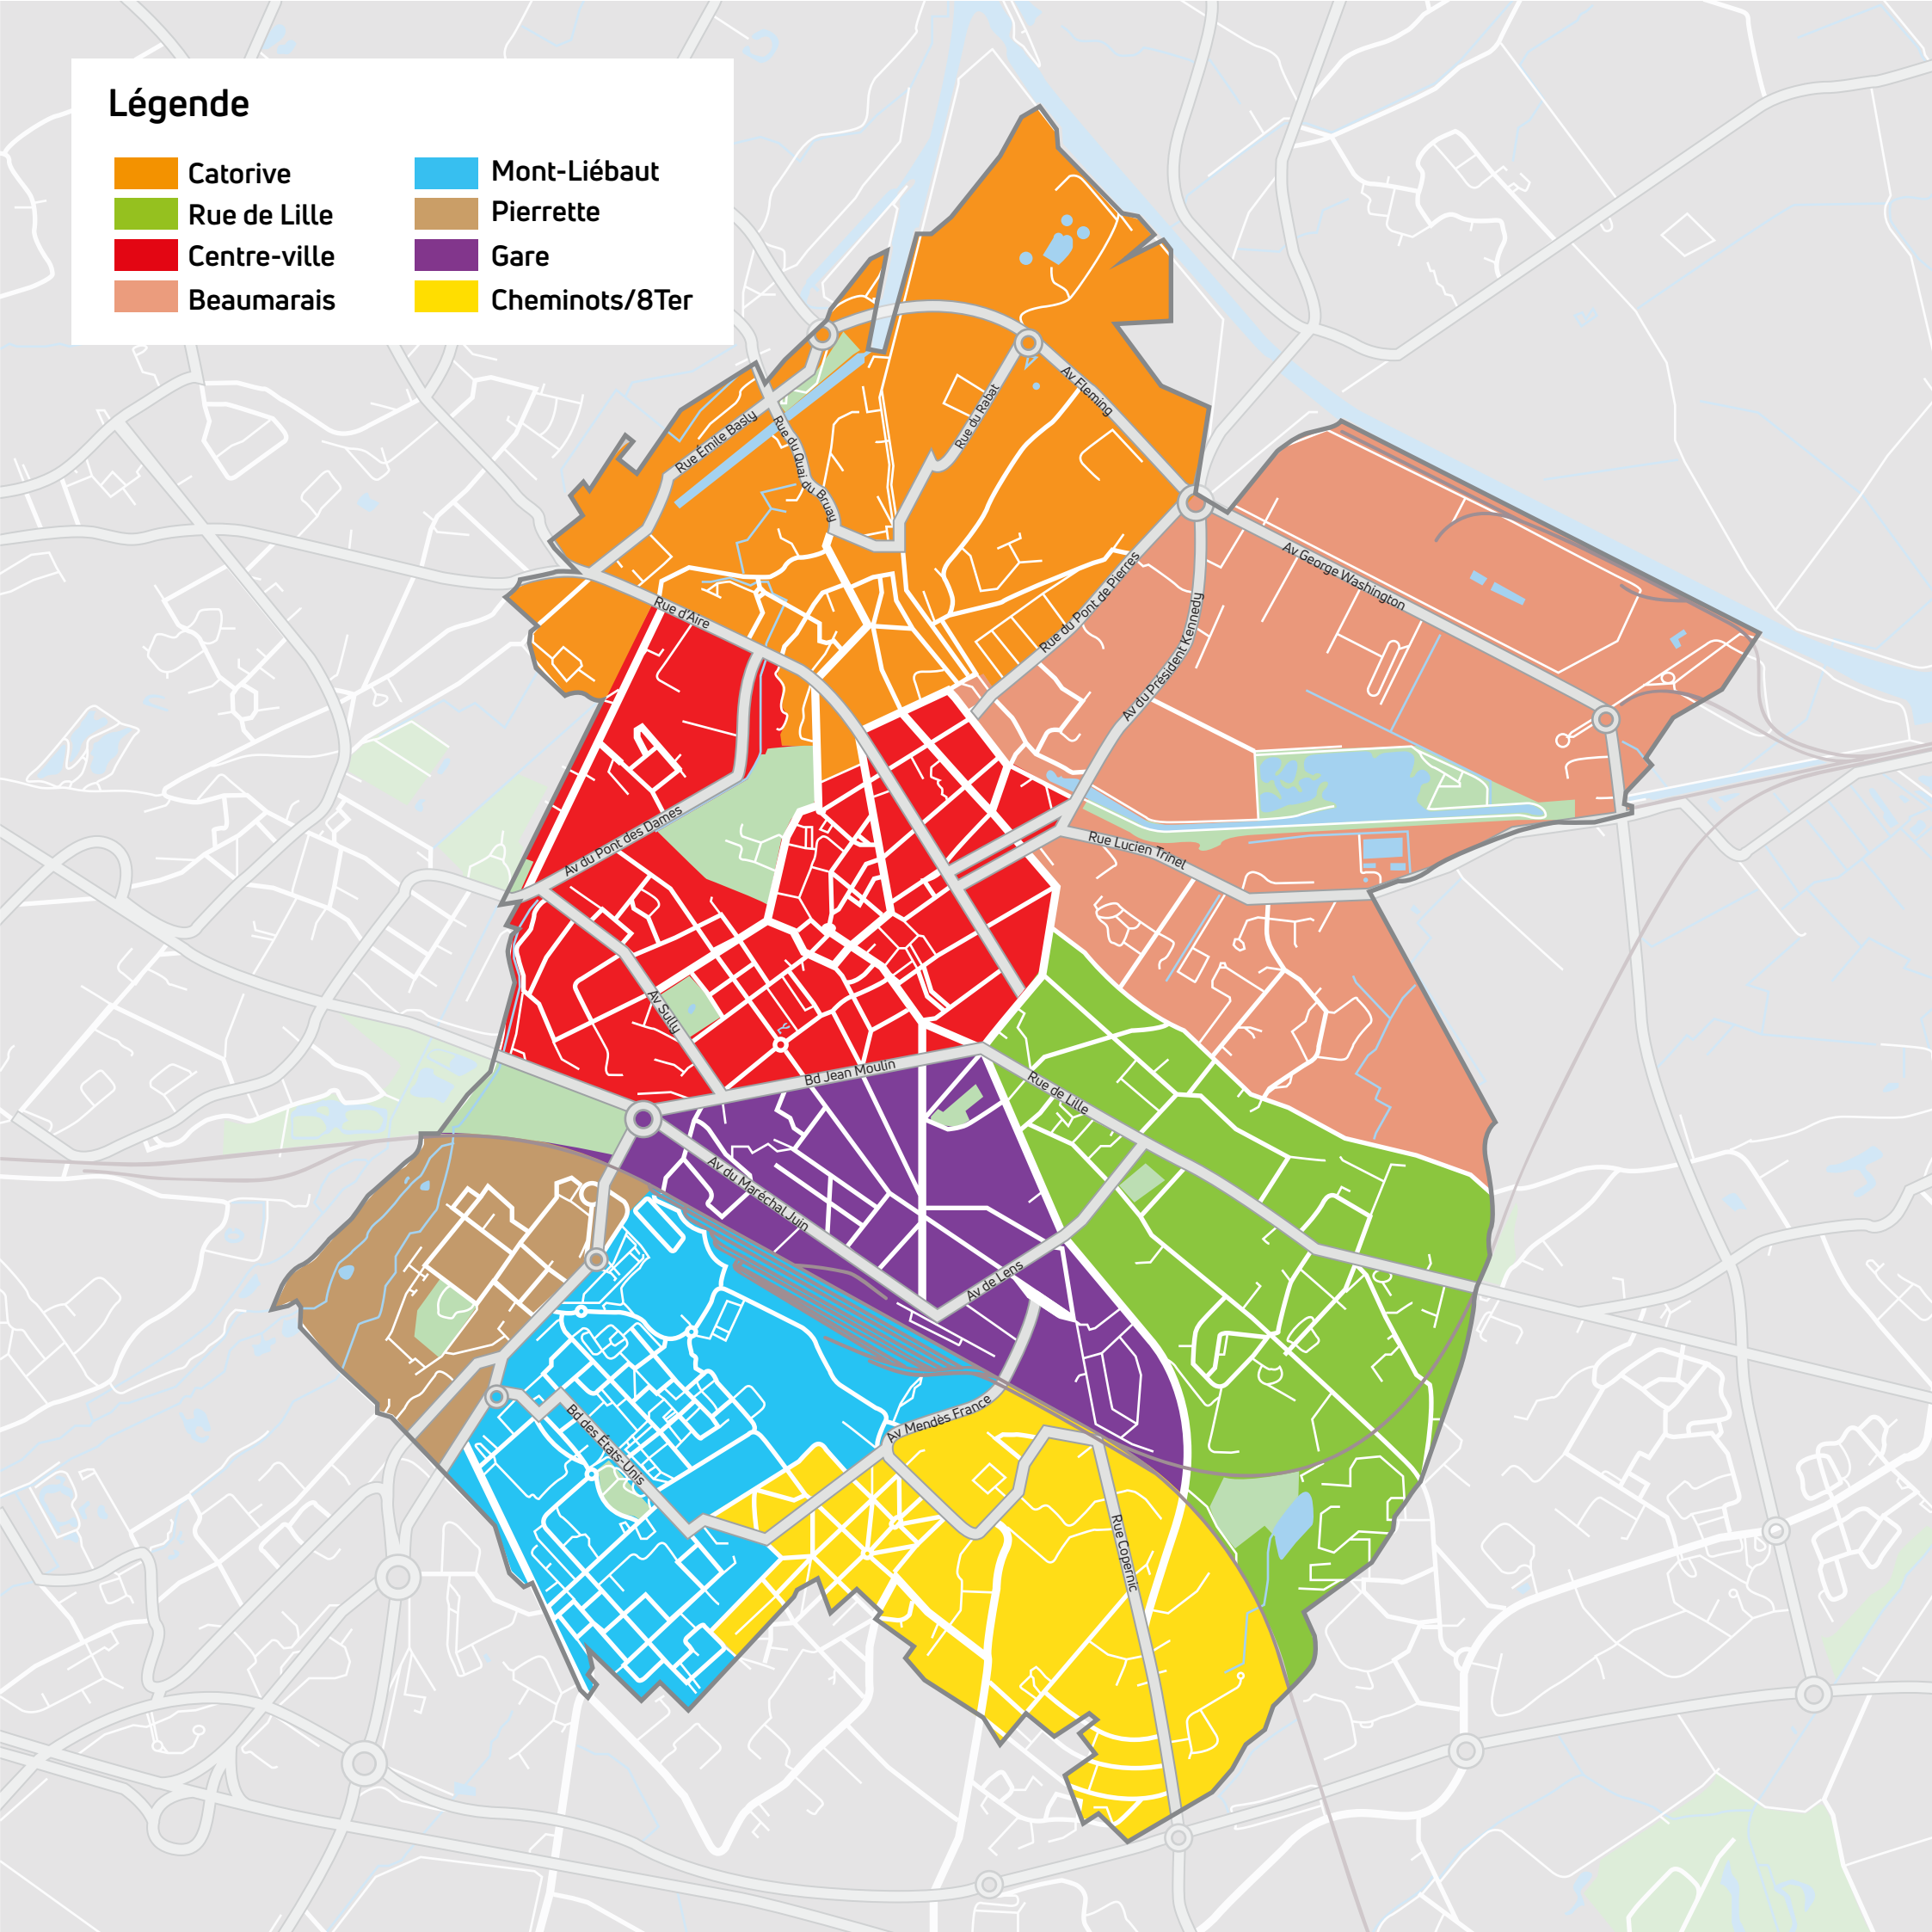 Légende
Catorive
Rue de Lille
Centre-ville
Beaumarais
Mont-Liébaut
Pierrette
Gare
Cheminots/8Ter
Av Fleming
Rue du Rabat
Rue Émile Basly
Rue du Quai du Bruay
Rue d'Aire
Rue du Pont de Pierres
Av George Washington
Av du Président Kennedy
Av du Pont des Dames
Rue Lucien Trinel
Av Sully
Bd Jean Moulin
Rue de Lille
Av du Maréchal Juin
Av de Lens
Av Mendès France
Bd des États-Unis
Rue Copernic